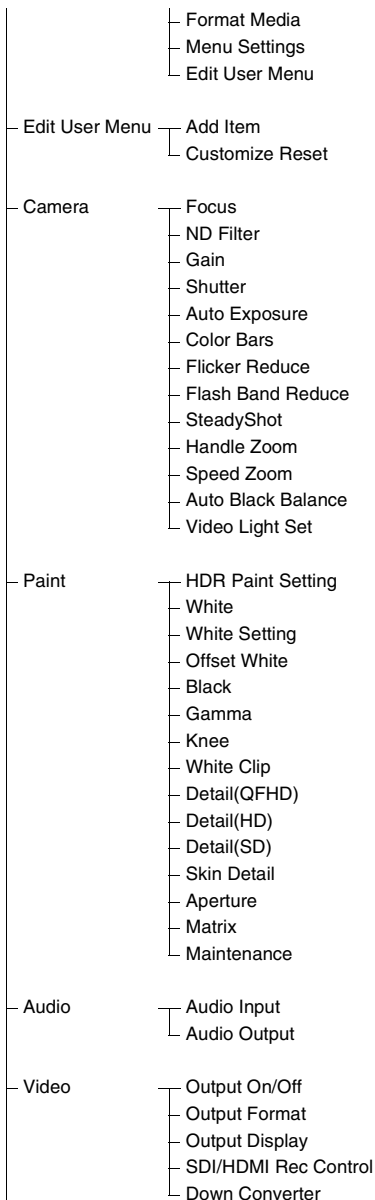 Format Media
Menu Settings
Edit User Menu
Edit User Menu Add Item
Customize Reset
Camera Focus
ND Filter
Gain
Shutter
Auto Exposure
Color Bars
Flicker Reduce
Flash Band Reduce
SteadyShot
Handle Zoom
Speed Zoom
Auto Black Balance
Video Light Set
Paint HDR Paint Setting
White
White Setting
Offset White
Black
Gamma
Knee
White Clip
Detail(QFHD)
Detail(HD)
Detail(SD)
Skin Detail
Aperture
Matrix
Maintenance
Audio Audio Input
Audio Output
Video Output On/Off
Output Format
Output Display
SDI/HDMI Rec Control
Down Converter